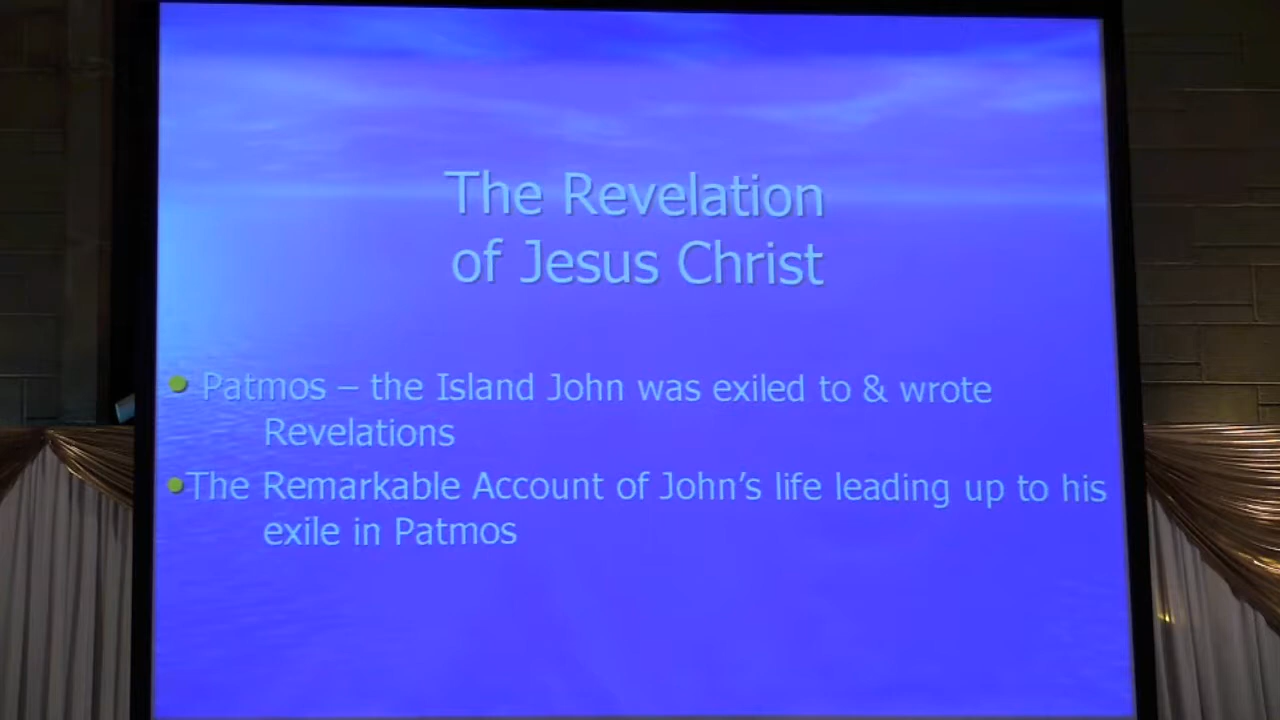 The Revelation
of Jesus Christ
Patmos – the Island John was exiled to & wrote
Revelations
The Remarkable Account of John's life leading up to his
exile in Patmos